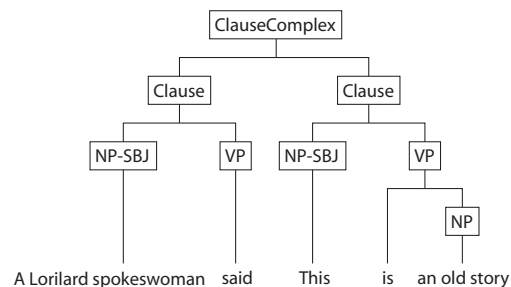 ClauseComplex
Clause Clause
NP-SBJ VP NP-SBJ VP
NP
A Lorilard spokeswoman said This is an old story